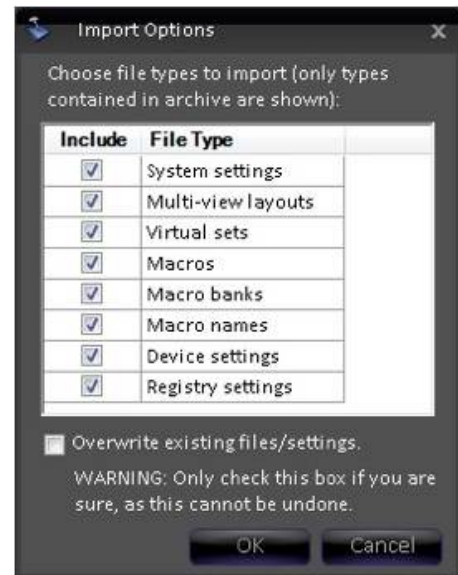 Import Options
Choose file types to import (only types
contained in archive are shown):
Include File Type
System settings
Multi-view layouts
Virtual sets
Macros
Macro banks
Macro names
Device settings
Registry settings
Overwrite existing files/settings.
WARNING: Only check this box if you are
sure, as this cannot be undone.
OK Cancel